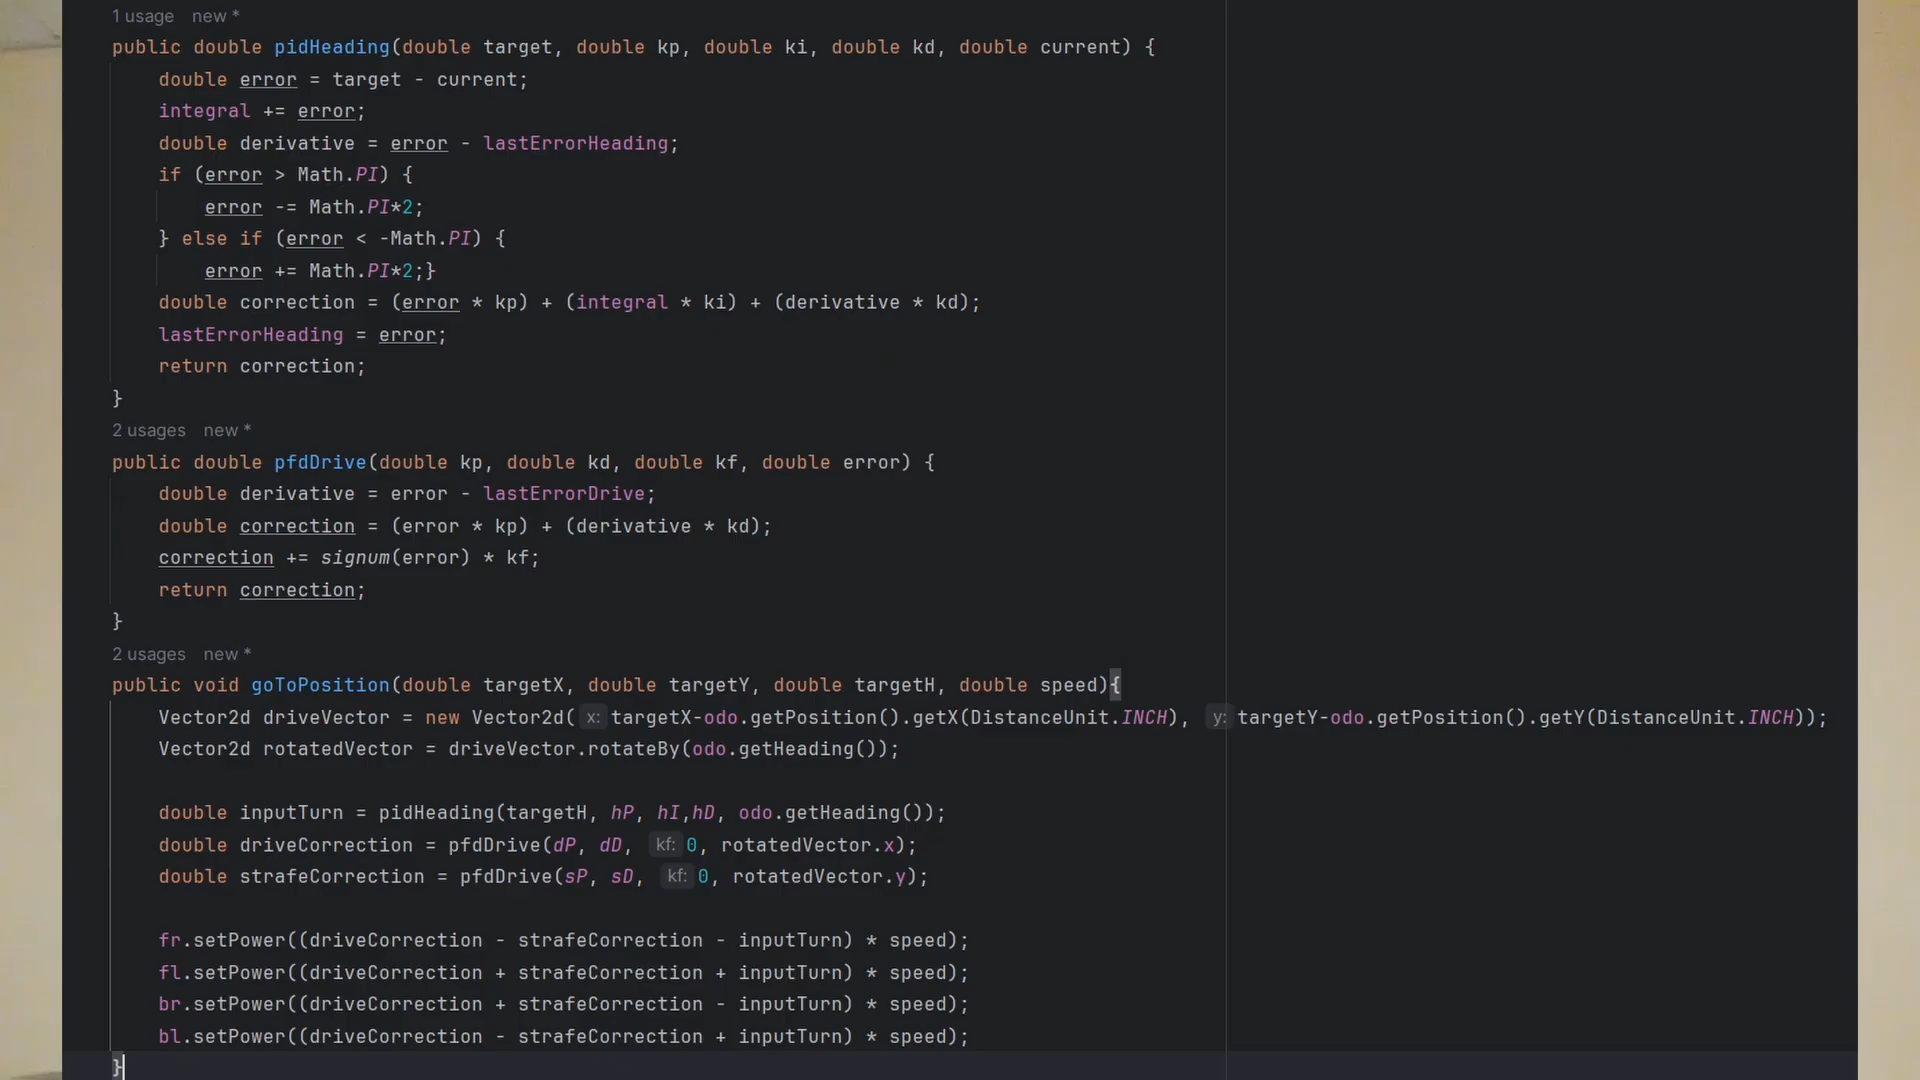 1 usage new *
public double pidHeading(double target, double kp, double ki, double kd, double current) {
double error = target - current;
integral += error;
double derivative = error - lastErrorHeading;
if (error > Math.PI) {
error -= Math.PI*2;
} else if (error < -Math.PI) {
error += Math.PI*2;}
double correction = (error * kp) + (integral * ki) + (derivative * kd);
lastErrorHeading = error;
return correction;
}
2 usages new *
public double pfdDrive(double kp, double kd, double kf, double error) {
double derivative = error - lastErrorDrive;
double correction = (error * kp) + (derivative * kd);
correction += signum(error) * kf;
return correction;
}
2 usages new *
public void goToPosition(double targetX, double targetY, double targetH, double speed){
Vector2d driveVector = new Vector2d( x: targetX-odo.getPosition().getX(DistanceUnit.INCH), y: targetY-odo.getPosition().getY(DistanceUnit.INCH));
Vector2d rotatedVector = driveVector.rotateBy(odo.getHeading());
double inputTurn = pidHeading(targetH, hP, hI,hD, odo.getHeading());
double driveCorrection = pfdDrive(dP, dD, kf: 0, rotatedVector.x);
double strafeCorrection = pfdDrive(sP, sD, kf: 0, rotatedVector.y);
fr.setPower((driveCorrection - strafeCorrection - inputTurn) * speed);
fl.setPower((driveCorrection + strafeCorrection + inputTurn) * speed);
br.setPower((driveCorrection + strafeCorrection - inputTurn) * speed);
bl.setPower((driveCorrection - strafeCorrection + inputTurn) * speed);
}